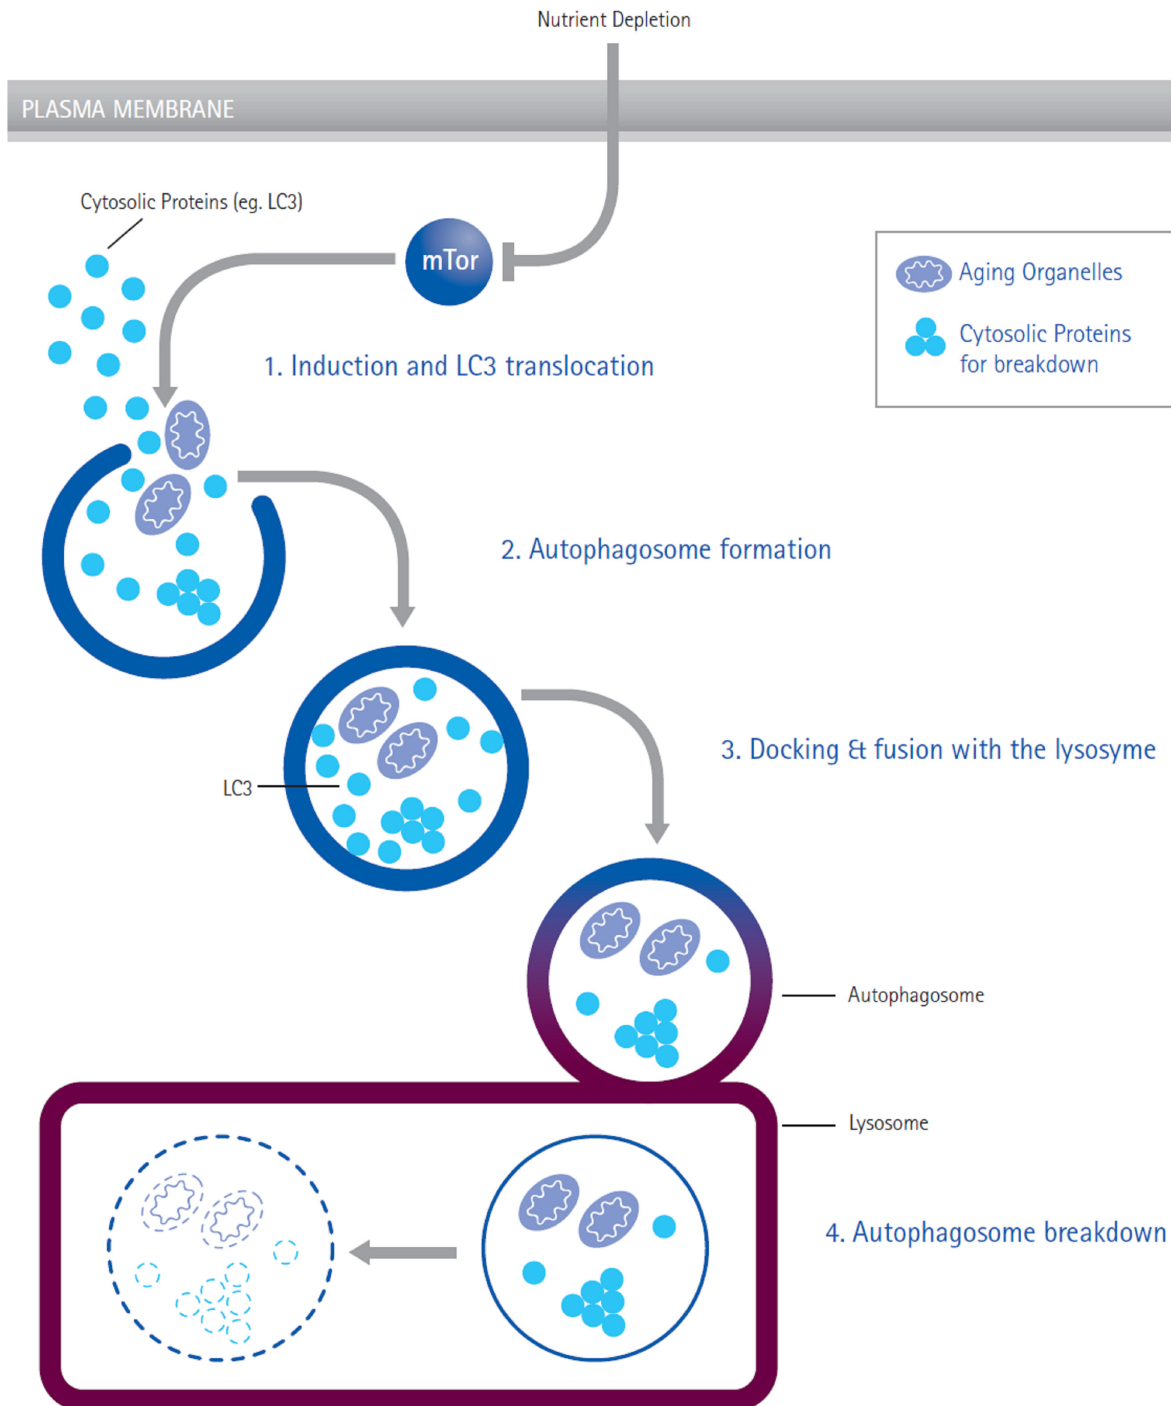 Nutrient Depletion
PLASMA MEMBRANE
Cytosolic Proteins (eg. LC3)
mTor
Aging Organelles
Cytosolic Proteins
for breakdown
1. Induction and LC3 translocation
2. Autophagosome formation
3. Docking & fusion with the lysosyme
LC3
Autophagosome
Lysosome
4. Autophagosome breakdown